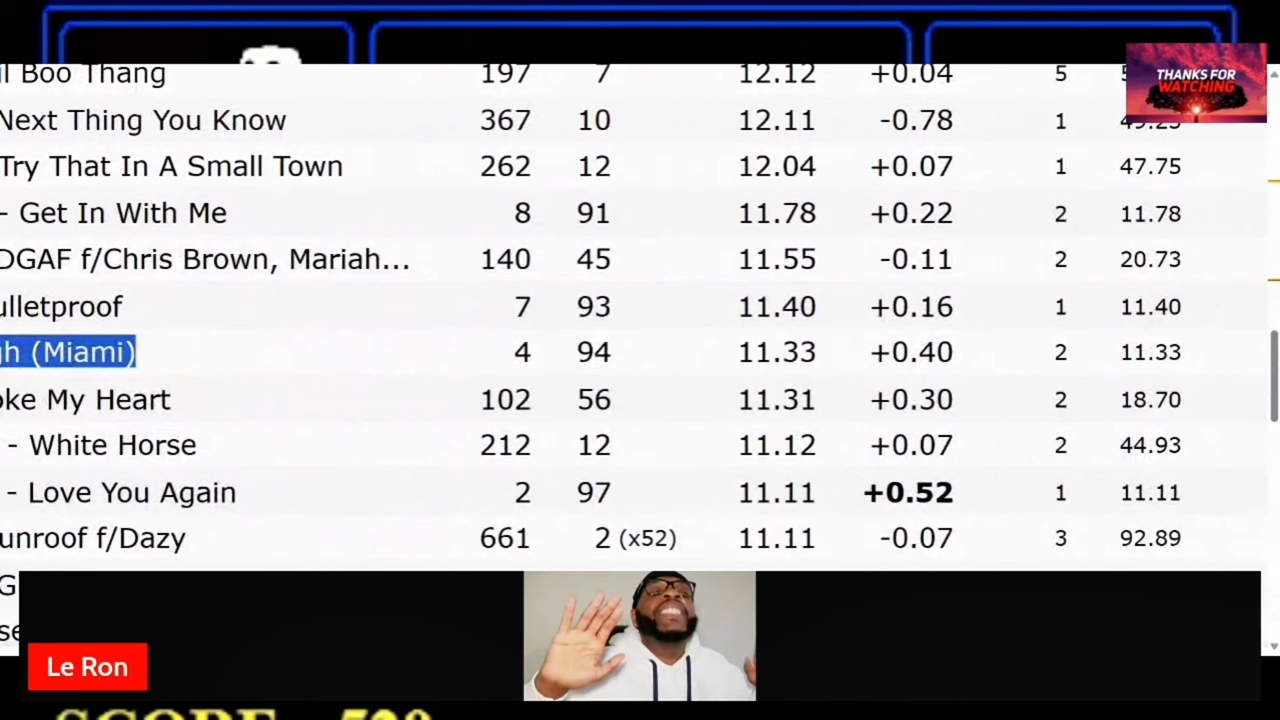 l Boo Thang 197 7 12.12 +0.04 5
THANKS FOR
WATCHING
Next Thing You Know 367 10 12.11 -0.78 1 49.23
Try That In A Small Town 262 12 12.04 +0.07 1 47.75
- Get In With Me 8 91 11.78 +0.22 2 11.78
DGAF f/Chris Brown, Mariah... 140 45 11.55 -0.11 2 20.73
ulletproof 7 93 11.40 +0.16 1 11.40
gh (Miami) 4 94 11.33 +0.40 2 11.33
oke My Heart 102 56 11.31 +0.30 2 18.70
- White Horse 212 12 11.12 +0.07 2 44.93
- Love You Again 2 97 11.11 +0.52 1 11.11
unroof f/Dazy 661 2 (x52) 11.11 -0.07 3 92.89
G
se
Le Ron